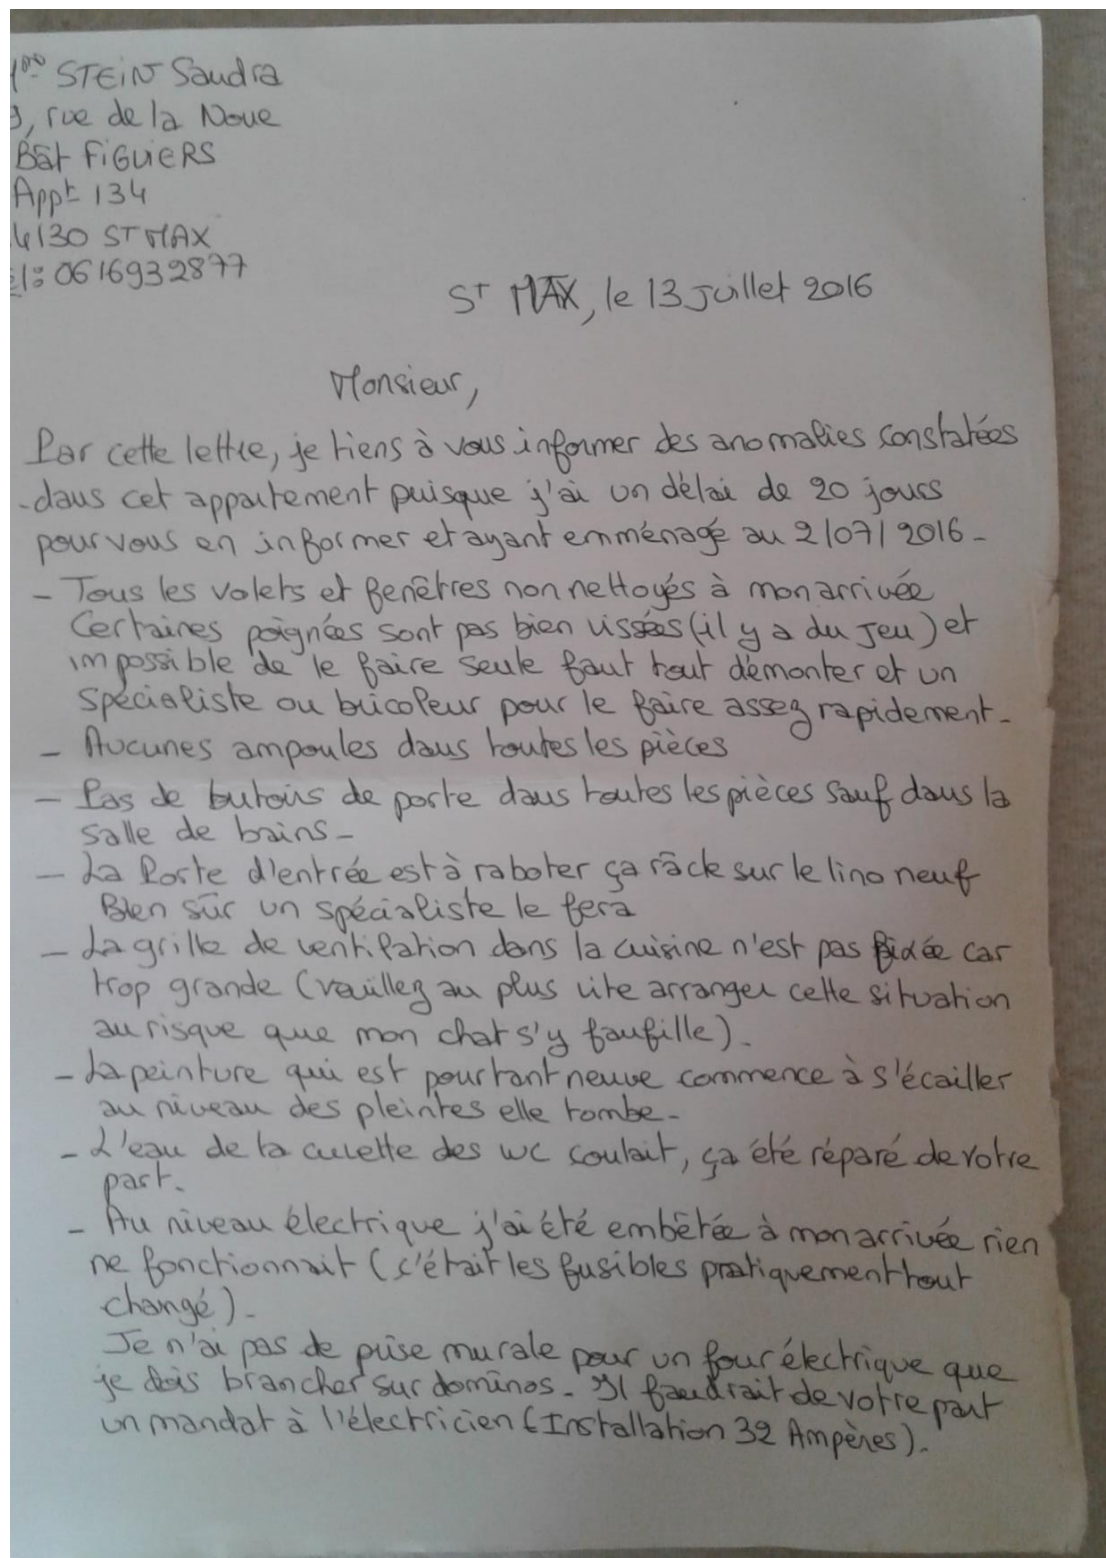 STEIN Sandra
, rue de la Noue
Bât FiGUieRS
Appt 134
4130 ST MAX
él: 0616932877
ST MAX, le 13 juillet 2016
Monsieur,
Par cette lettre, je tiens à vous informer des anomalies constatées
dans cet appartement puisque j'ai un délai de 20 jours
pour vous en informer et ayant emménagé au 2/07/2016-
- Tous les volets et fenêtres non nettoyés à mon arrivée
Certaines poignées sont pas bien vissées (il y a du jeu) et
impossible de le faire seule faut tout démonter et un
spécialiste ou bricoleur pour le faire assez rapidement-
- Aucunes ampoules dans toutes les pièces
- Pas de butoirs de porte dans toutes les pièces sauf dans la
salle de bains-
- La Porte d'entrée est à raboter ça râck sur le lino neuf
Bien sûr un spécialiste le fera
- La grille de ventilation dans la cuisine n'est pas fixée car
trop grande (veuillez au plus vite arranger cette situation
au risque que mon chat s'y faufille).
- La peinture qui est pourtant neuve commence à s'écailler
au niveau des pleintes elle tombe-
- L'eau de la cuvette des wc coulait, ça été réparé de votre
part.
- Au niveau électrique j'ai été embêtée à mon arrivée rien
ne fonctionnait (c'était les fusibles pratiquement tout
changé).
Je n'ai pas de prise murale pour un four électrique que
je dois brancher sur dominos- Il faudrait de votre part
un mandat à l'électricien (Installation 32 Ampères).